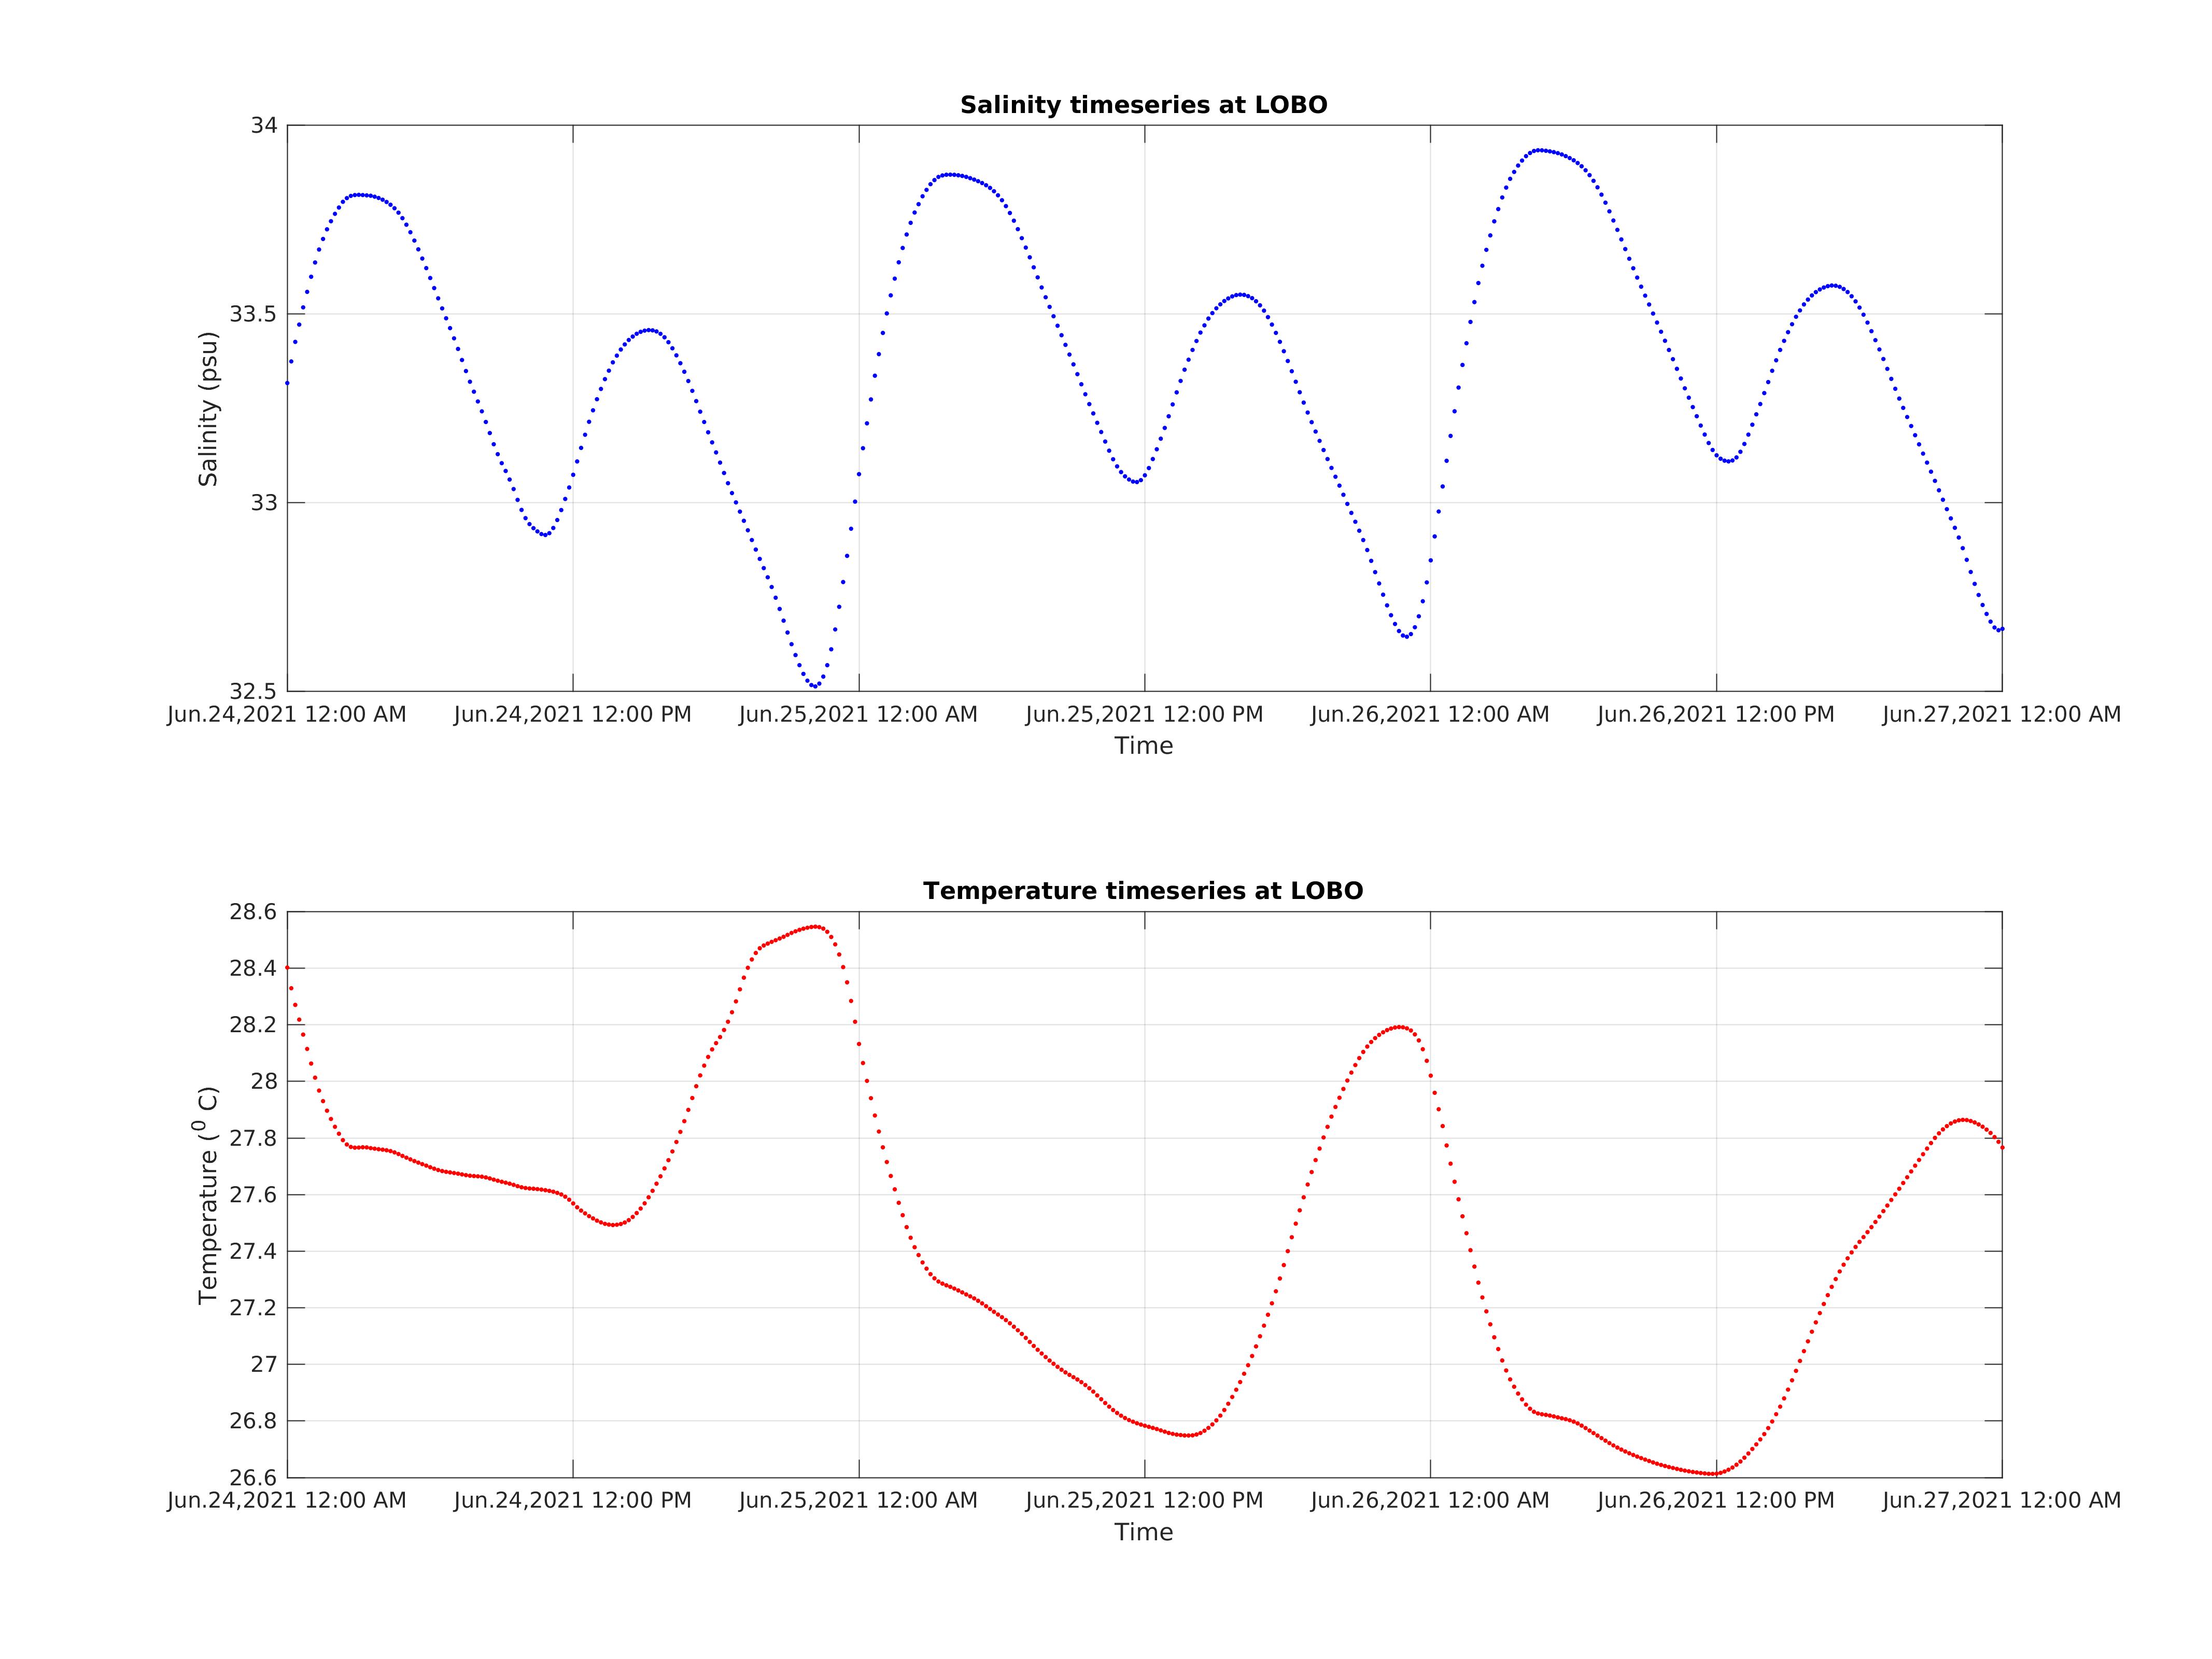 Salinity timeseries at LOBO
34
33.5
33
32.5
Salinity (psu)
Jun.24,2021 12:00 AM Jun.24,2021 12:00 PM Jun.25,2021 12:00 AM Jun.25,2021 12:00 PM Jun.26,2021 12:00 AM Jun.26,2021 12:00 PM Jun.27,2021 12:00 AM
Time
Temperature timeseries at LOBO
28.6
28.4
28.2
28
27.8
27.6
27.4
27.2
27
26.8
26.6
Temperature (⁰ C)
Jun.24,2021 12:00 AM Jun.24,2021 12:00 PM Jun.25,2021 12:00 AM Jun.25,2021 12:00 PM Jun.26,2021 12:00 AM Jun.26,2021 12:00 PM Jun.27,2021 12:00 AM
Time